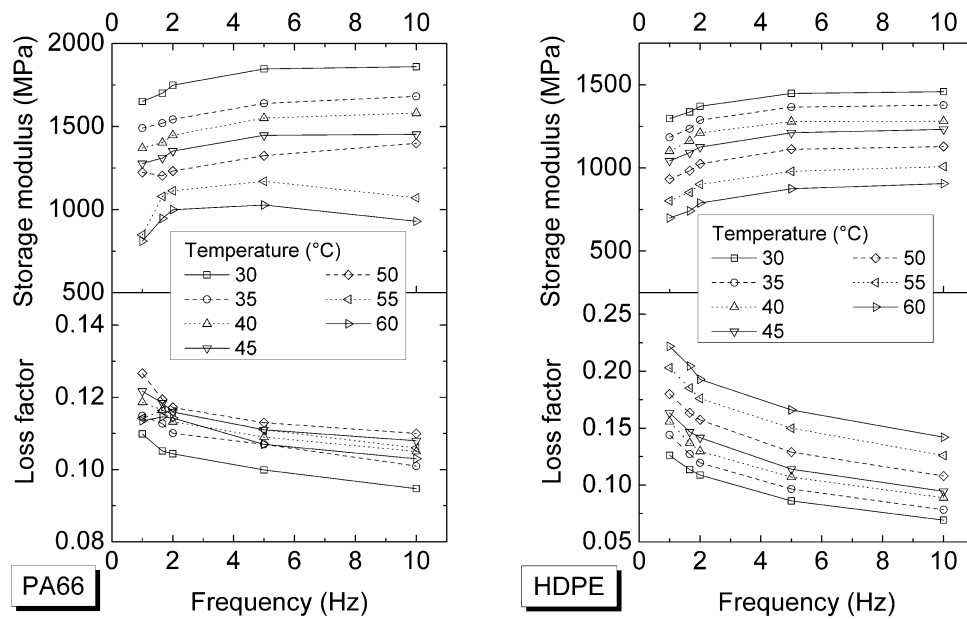 0 2 4 6 8 10
0 2 4 6 8 10
2000
1500
1000
500
Storage modulus (MPa)
1500
1000
500
Storage modulus (MPa)
Temperature (°C)
30
35
40
45
50
55
60
Temperature (°C)
30
35
40
45
50
55
60
0.14
0.12
0.10
0.08
Loss factor
0.25
0.20
0.15
0.10
0.05
Loss factor
0 2 4 6 8 10
0 2 4 6 8 10
PA66
Frequency (Hz)
HDPE
Frequency (Hz)